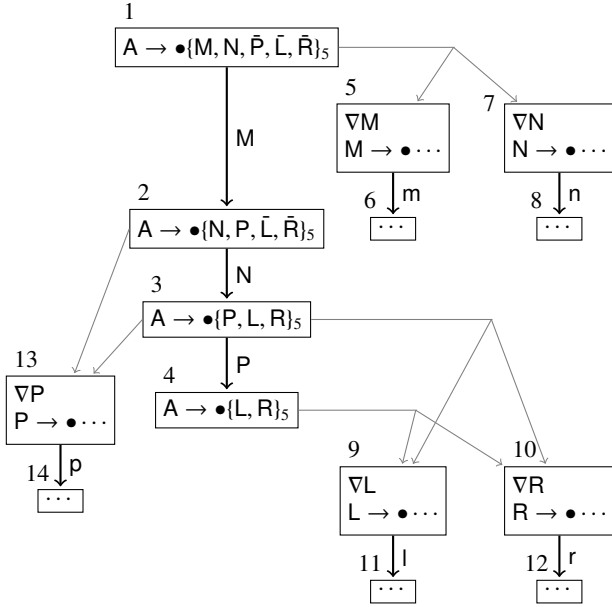 1
A → •{M, N, P̄, L̄, R̄}₅
5
∇M
M → • ⋯
7
∇N
N → • ⋯
M
6
m
⋯
8
n
⋯
2
A → •{N, P, L̄, R̄}₅
N
3
A → •{P, L, R}₅
P
13
∇P
P → • ⋯
4
A → •{L, R}₅
14
p
⋯
9
∇L
L → • ⋯
10
∇R
R → • ⋯
11
l
⋯
12
r
⋯